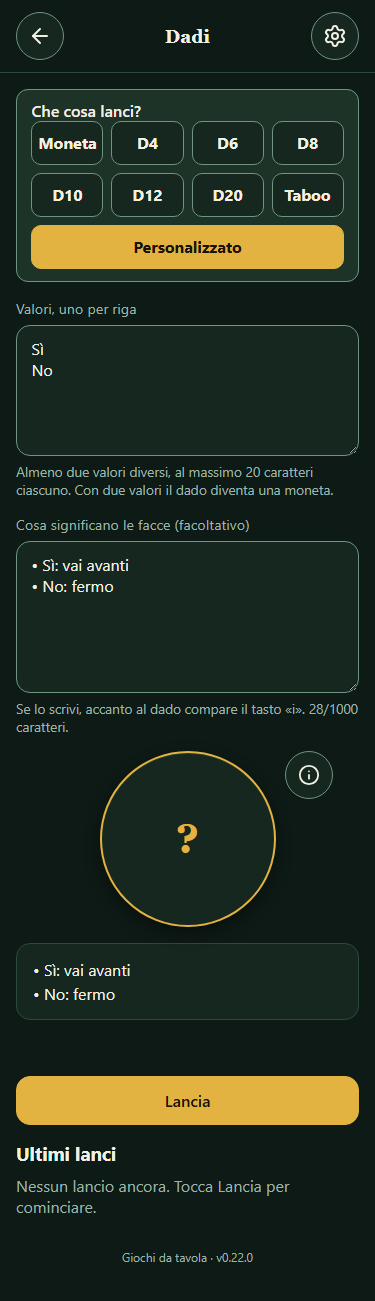 Dadi
Che cosa lanci?
Moneta D4 D6 D8
D10 D12 D20 Taboo
Personalizzato
Valori, uno per riga
Sì
No
Almeno due valori diversi, al massimo 20 caratteri
ciascuno. Con due valori il dado diventa una moneta.
Cosa significano le facce (facoltativo)
• Sì: vai avanti
• No: fermo
Se lo scrivi, accanto al dado compare il tasto «i». 28/1000
caratteri.
?
• Sì: vai avanti
• No: fermo
Lancia
Ultimi lanci
Nessun lancio ancora. Tocca Lancia per
cominciare.
Giochi da tavola · v0.22.0